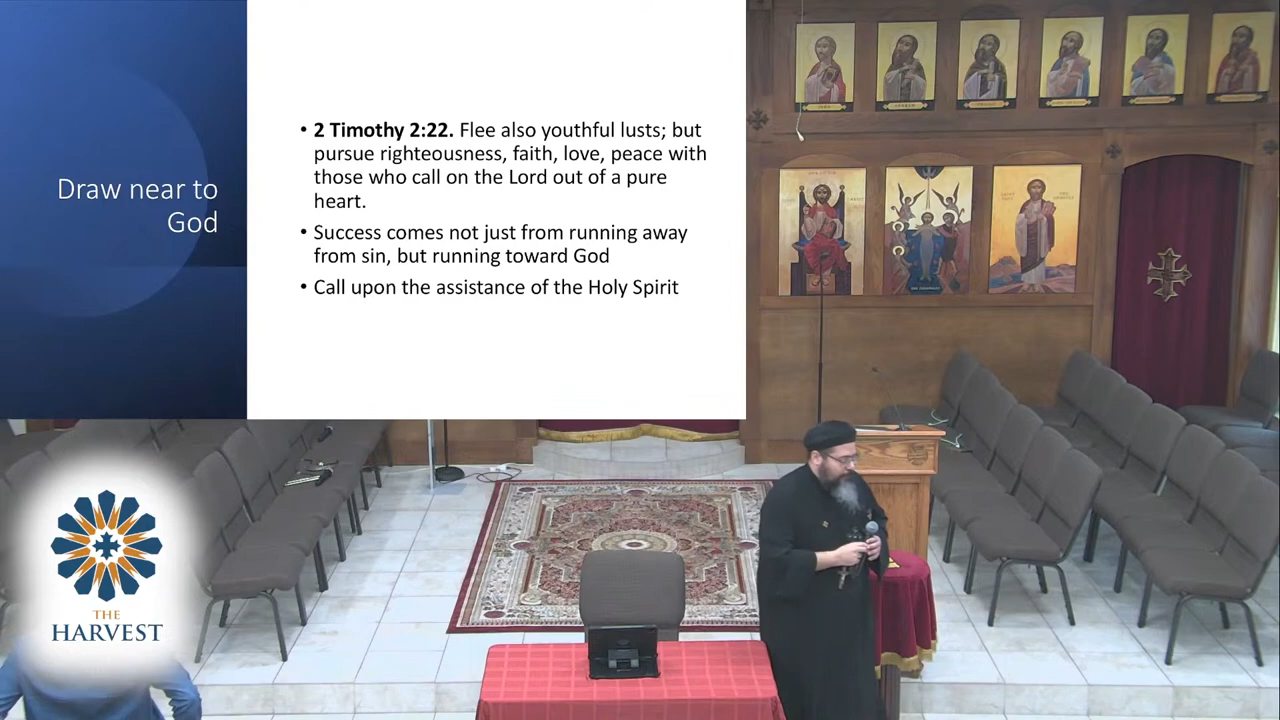 Draw near to
God
• 2 Timothy 2:22. Flee also youthful lusts; but
pursue righteousness, faith, love, peace with
those who call on the Lord out of a pure
heart.
• Success comes not just from running away
from sin, but running toward God
• Call upon the assistance of the Holy Spirit
THE
HARVEST